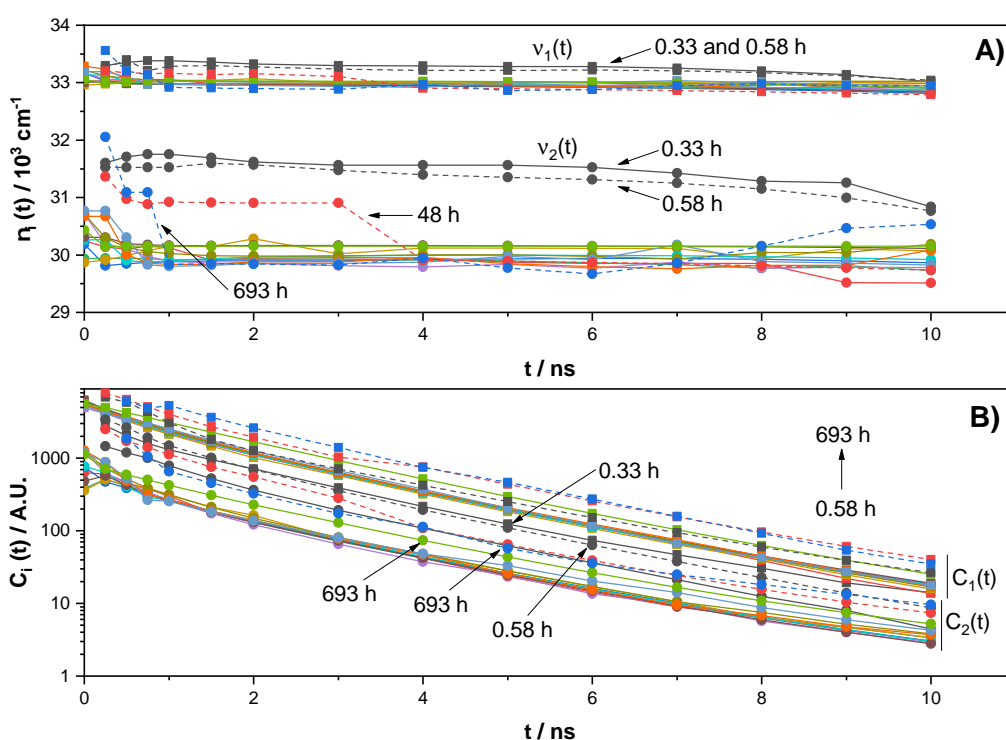 34
33
32
31
30
29
nᵢ (t) / 10³ cm⁻¹
A)
ν₁(t)
0.33 and 0.58 h
ν₂(t)
0.33 h
0.58 h
48 h
693 h
0 2 4 6 8 10
t / ns
B
1000
100
10
1
Cᵢ (t) / A.U.
693 h
0.33 h
0.58 h
693 h
693 h
0.58 h
C₁(t)
C₂(t)
0 2 4 6 8 10
t / ns